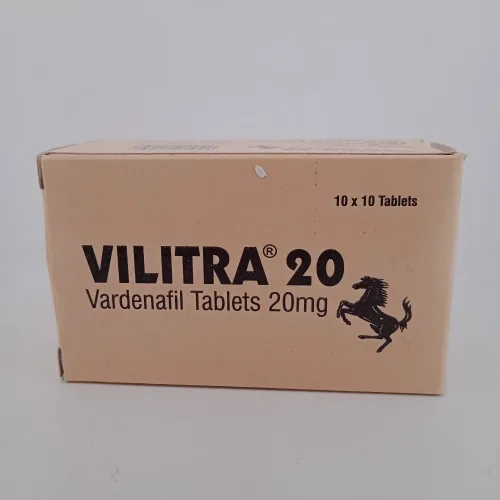 10 x 10 Tablets
VILITRA® 20
Vardenafil Tablets 20mg